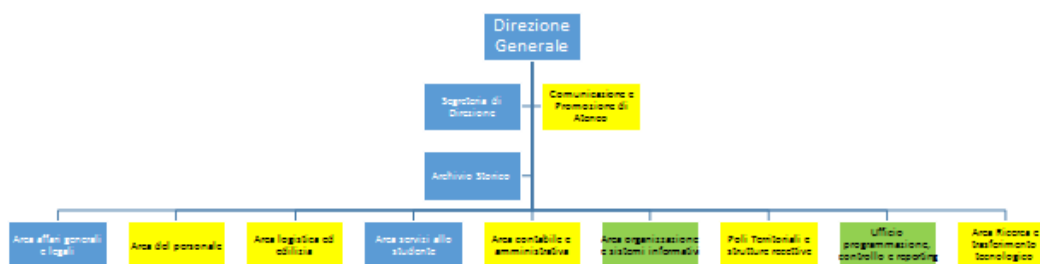 Direzione
Generale
Segreteria di
Direzione
Comunicazione e
Promozione di
Ateneo
Archivio Storico
Area affari generali
e legali
Area del personale
Area logistica ed
edilizia
Area servizi allo
studente
Area contabile e
amministrativa
Area organizzazione
e sistemi informativi
Poli Territoriali e
strutture recettive
Ufficio
programmazione,
controllo e reporting
Area Ricerca e
trasferimento
tecnologico